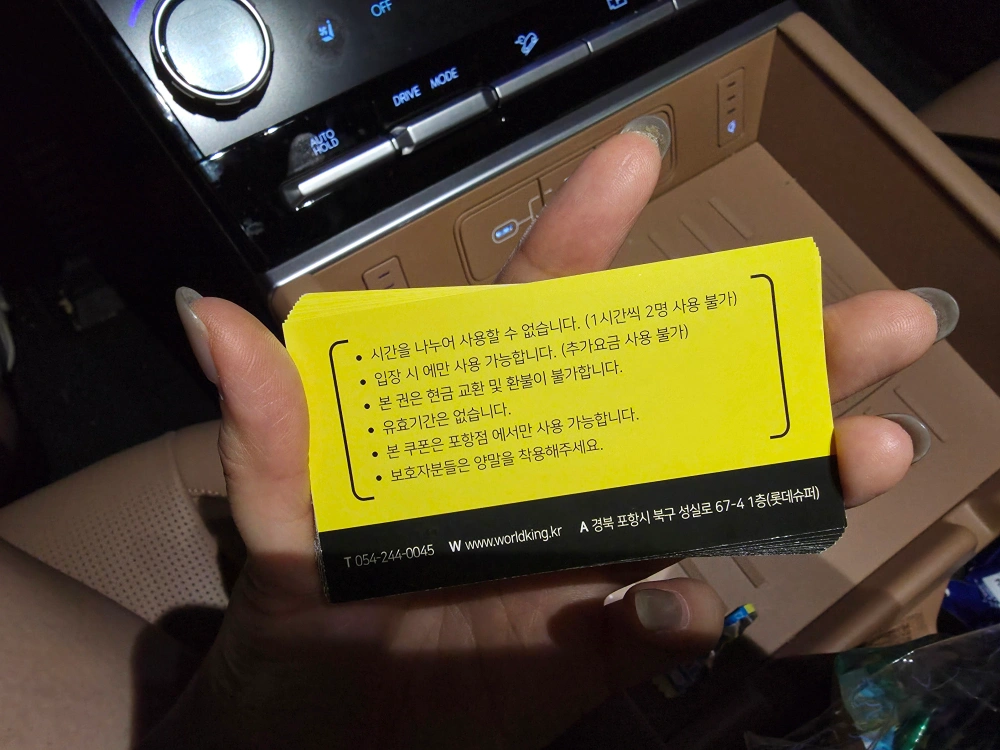 OFF
DRIVE MODE
AUTO
HOLD
• 시간을 나누어 사용할 수 없습니다. (1시간씩 2명 사용 불가)
• 입장 시 에만 사용 가능합니다. (추가요금 사용 불가)
• 본 권은 현금 교환 및 환불이 불가합니다.
• 유효기간은 없습니다.
• 본 쿠폰은 포항점 에서만 사용 가능합니다.
• 보호자분들은 양말을 착용해주세요.
T 054-244-0045 W www.worldking.kr A 경북 포항시 북구 성실로 67-4 1층(롯데슈퍼)